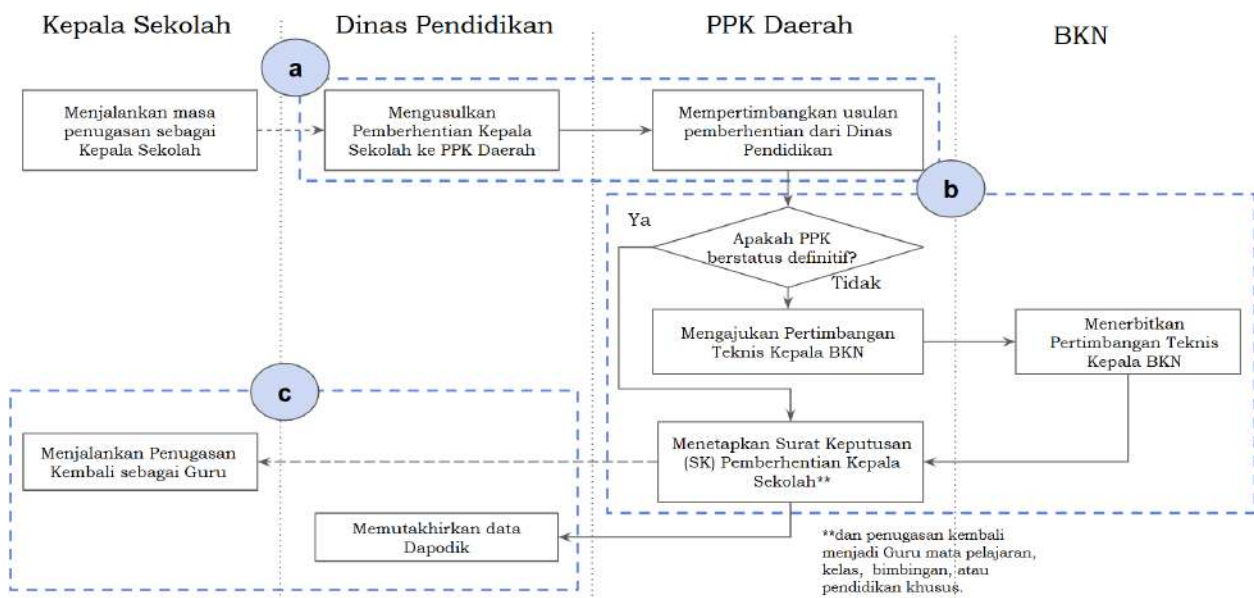 Kepala Sekolah
Dinas Pendidikan
PPK Daerah
BKN
a
Menjalankan masa
penugasan sebagai
Kepala Sekolah
Mengusulkan
Pemberhentian Kepala
Sekolah ke PPK Daerah
Mempertimbangkan usulan
pemberhentian dari Dinas
Pendidikan
b
Ya
Apakah PPK
berstatus definitif?
Tidak
Mengajukan Pertimbangan
Teknis Kepala BKN
Menerbitkan
Pertimbangan Teknis
Kepala BKN
c
Menjalankan Penugasan
Kembali sebagai Guru
Menetapkan Surat Keputusan
(SK) Pemberhentian Kepala
Sekolah**
Memutakhirkan data
Dapodik
**dan penugasan kembali
menjadi Guru mata pelajaran,
kelas, bimbingan, atau
pendidikan khusus.